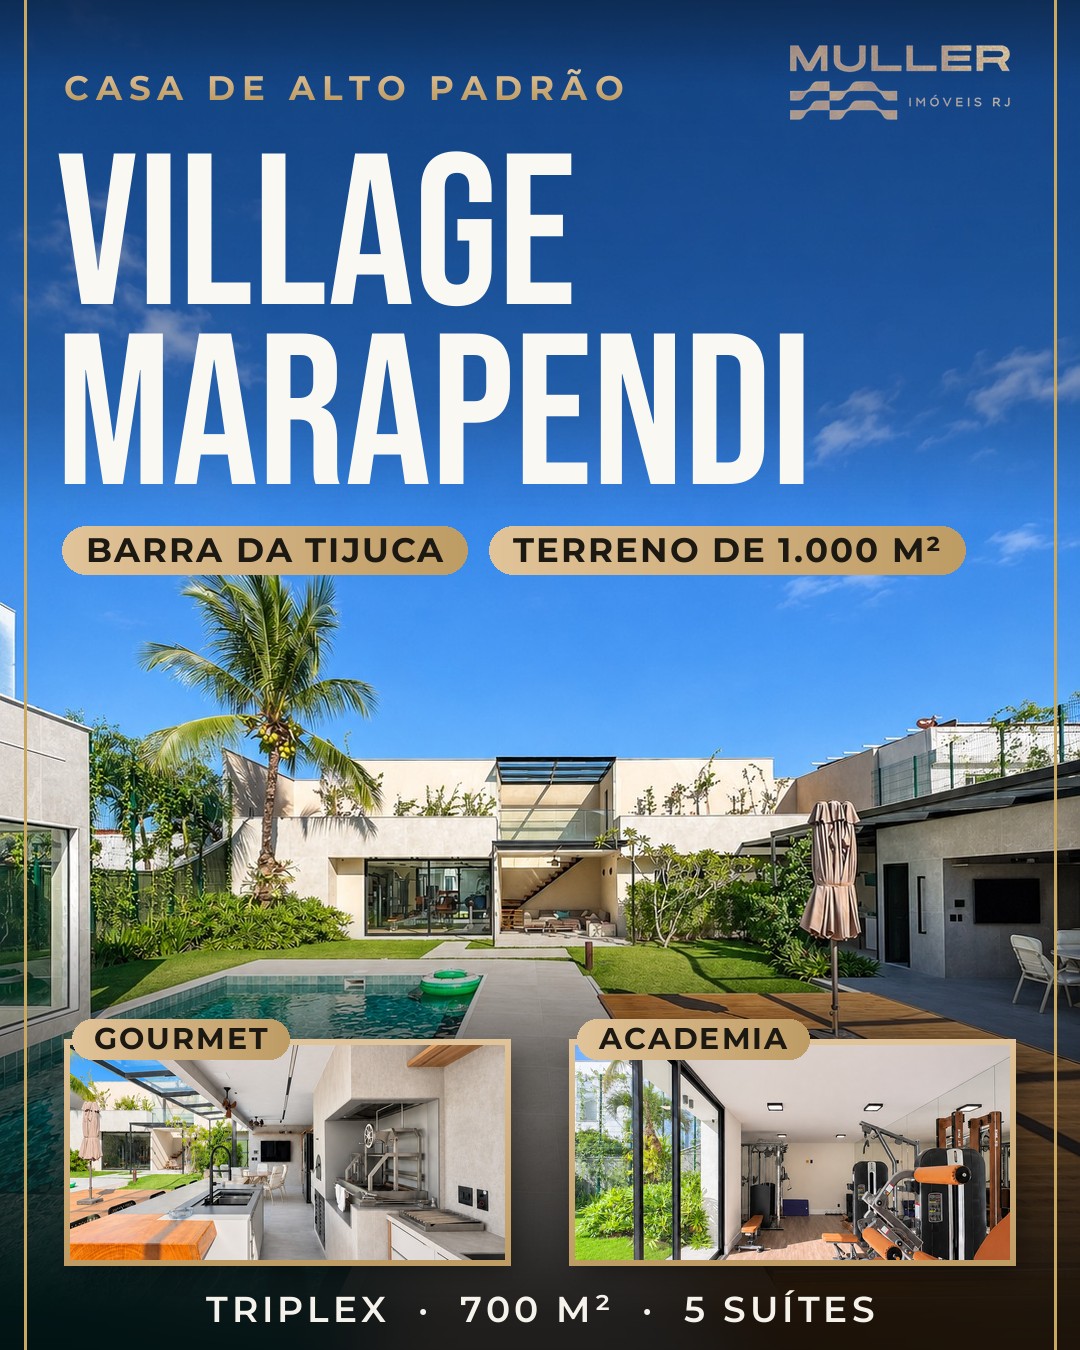 CASA DE ALTO PADRÃO
MULLER
IMÓVEIS RJ
VILLAGE
MARAPENDI
BARRA DA TIJUCA
TERRENO DE 1.000 M²
GOURMET
ACADEMIA
TRIPLEX · 700 M² · 5 SUÍTES